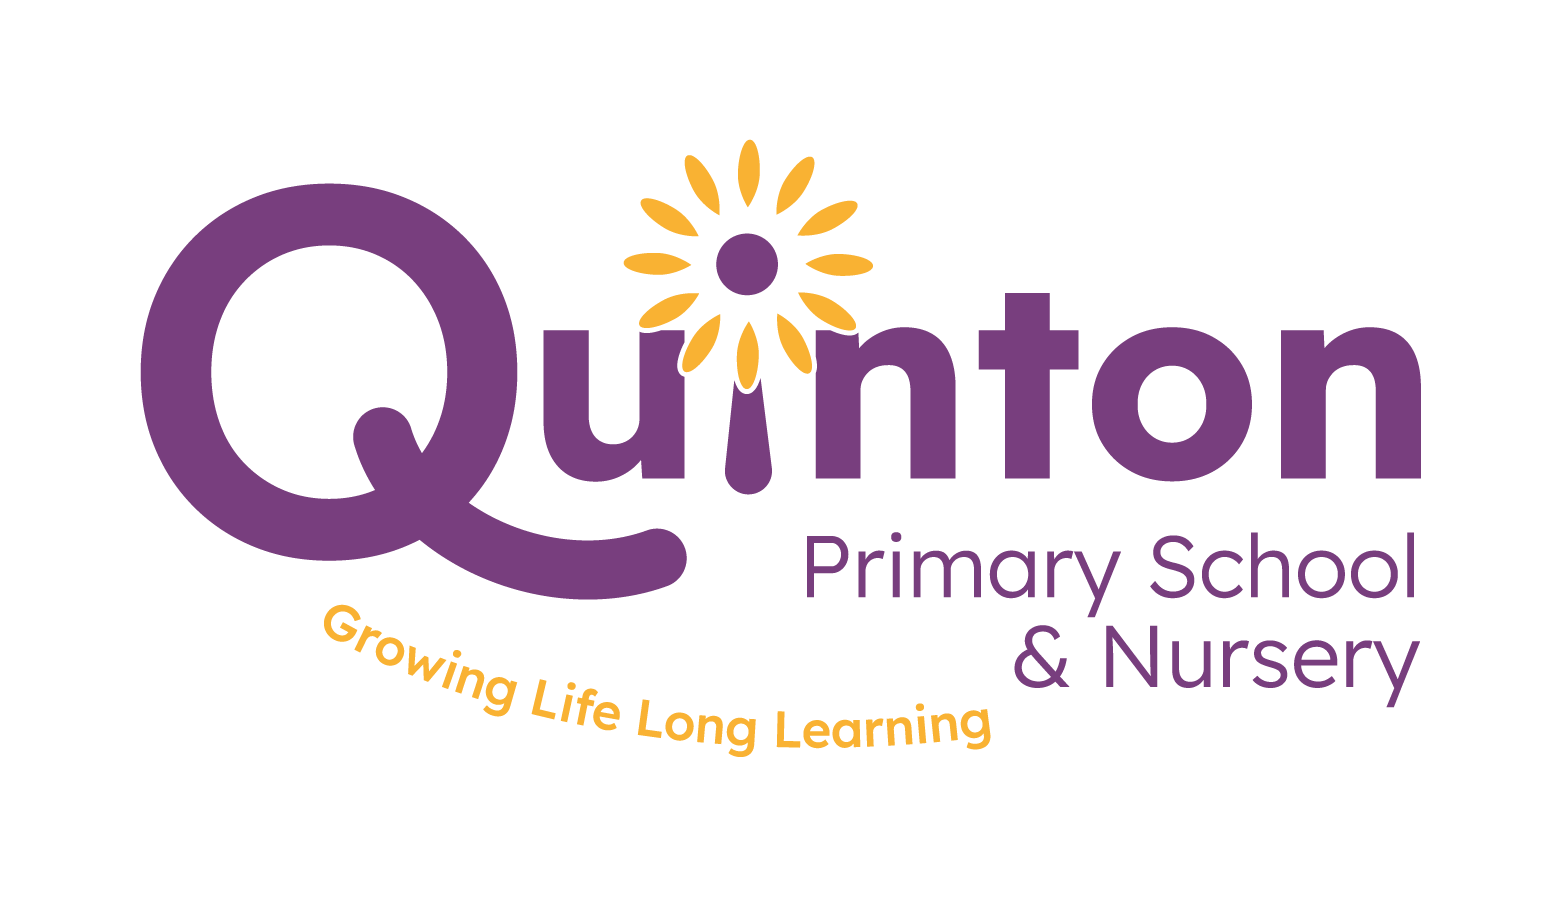 Quinton
Primary School
& Nursery
Growing Life Long Learning